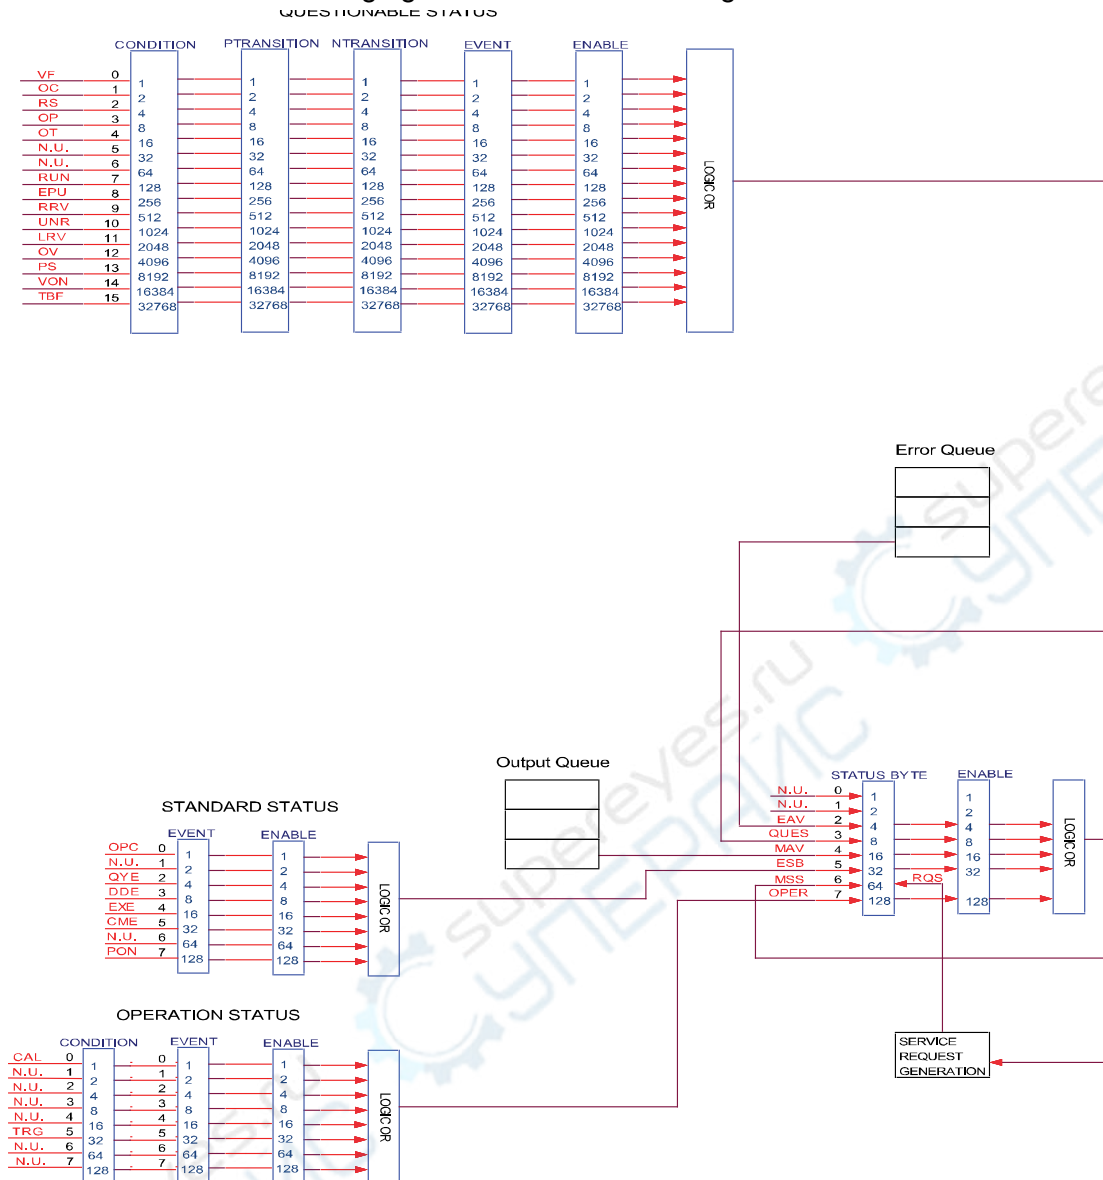 QUESTIONABLE STATUS
CONDITION PTRANSITION NTRANSITION EVENT ENABLE
VF 0 1 1 1 1 1
OC 1 2 2 2 2 2
RS 2 4 4 4 4 4
OP 3 8 8 8 8 8
OT 4 16 16 16 16 16
N.U. 5 32 32 32 32 32
N.U. 6 64 64 64 64 64
RUN 7 128 128 128 128 128
EPU 8 256 256 256 256 256
RRV 9 512 512 512 512 512
UNR 10 1024 1024 1024 1024 1024
LRV 11 2048 2048 2048 2048 2048
OV 12 4096 4096 4096 4096 4096
PS 13 8192 8192 8192 8192 8192
VON 14 16384 16384 16384 16384 16384
TBF 15 32768 32768 32768 32768 32768
LOGIC OR
Error Queue
Output Queue
STATUS BYTE ENABLE
N.U. 0 1 1
N.U. 1 2 2
EAV 2 4 4
QUES 3 8 8
MAV 4 16 16
ESB 5 32 32
MSS 6 64 RQS
OPER 7 128 128
LOGIC OR
STANDARD STATUS
EVENT ENABLE
OPC 0 1 1
N.U. 1 2 2
QYE 2 4 4
DDE 3 8 8
EXE 4 16 16
CME 5 32 32
N.U. 6 64 64
PON 7 128 128
LOGIC OR
OPERATION STATUS
CONDITION EVENT ENABLE
CAL 0 1 0 1 1
N.U. 1 2 1 2 2
N.U. 2 4 2 4 4
N.U. 3 8 3 8 8
N.U. 4 16 4 16 16
TRG 5 32 5 32 32
N.U. 6 64 6 64 64
N.U. 7 128 7 128 128
LOGIC OR
SERVICE
REQUEST
GENERATION
supereyes.ru
СУПЕРАЙС